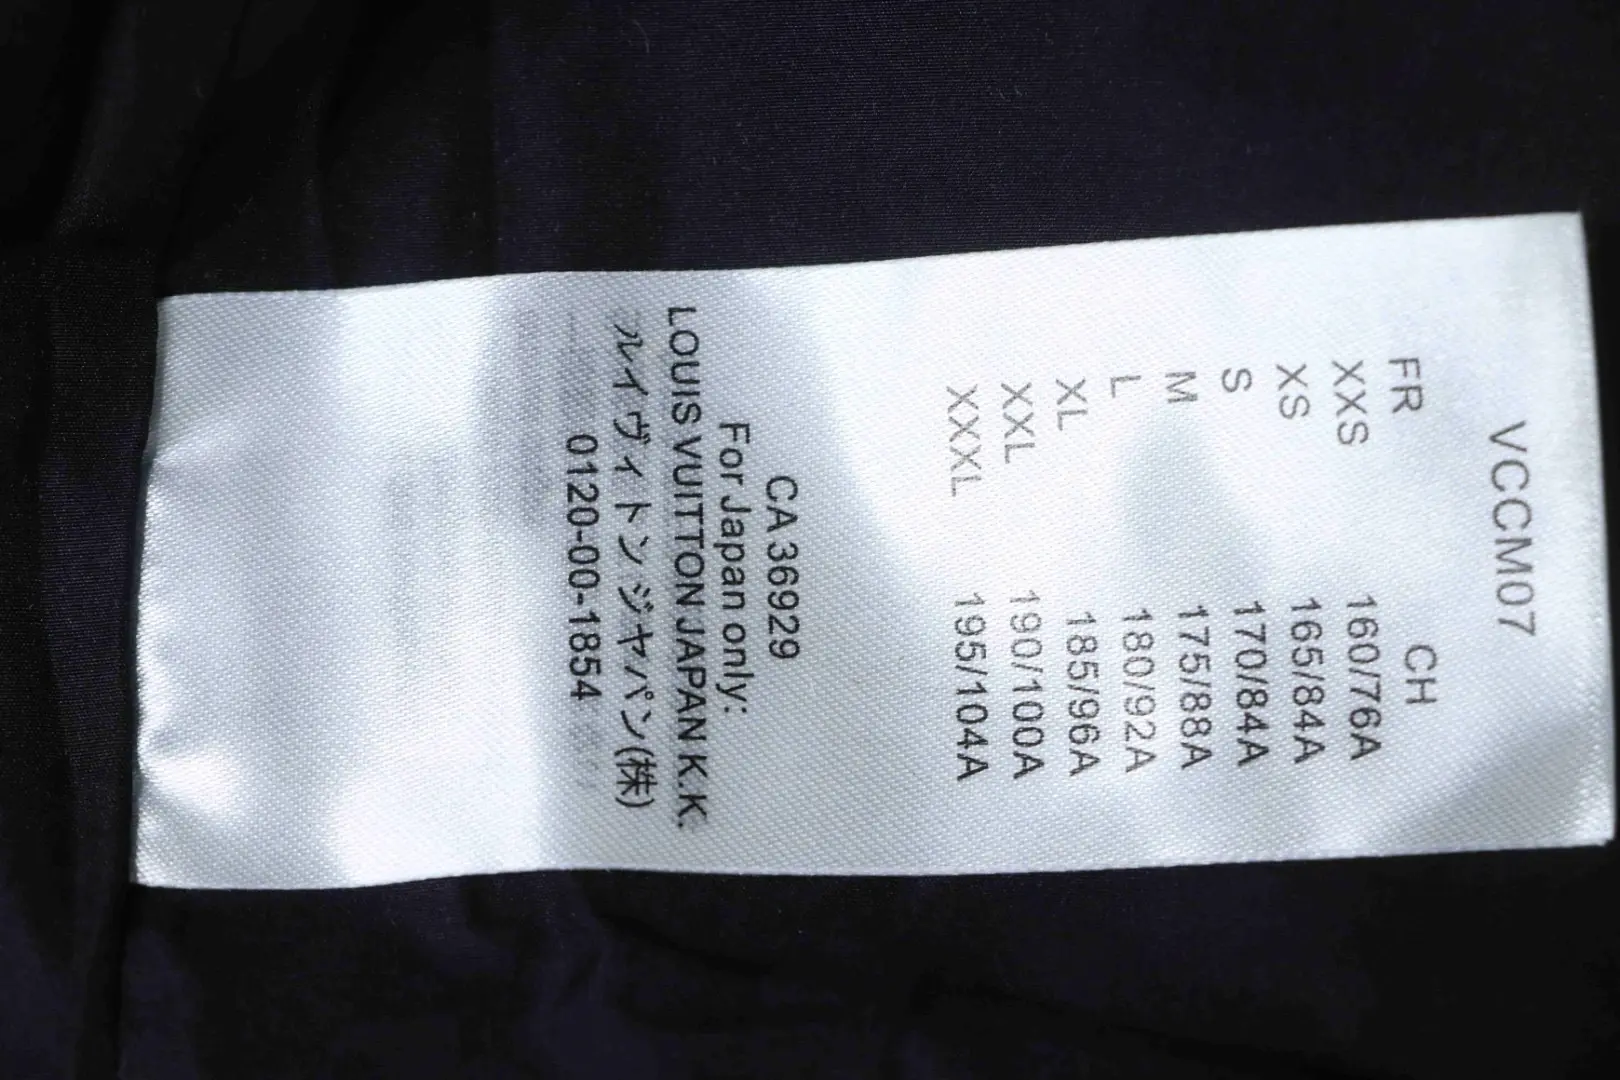 VCCM07
FR CH
XXS 160/76A
XS 165/84A
S 170/84A
M 175/88A
L 180/92A
XL 185/96A
XXL 190/100A
XXXL 195/104A
CA 36929
For Japan only:
LOUIS VUITTON JAPAN K.K.
ルイヴィトンジャパン(株)
0120-00-1854